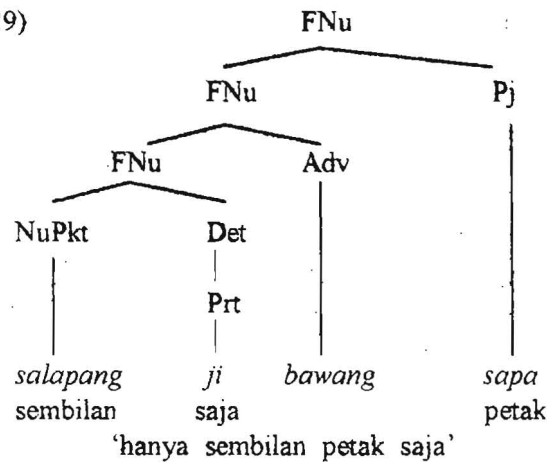 9) FNu
FNu Pj
FNu Adv
NuPkt Det
Prt
salapang ji bawang sapa
sembilan saja petak
'hanya sembilan petak saja'